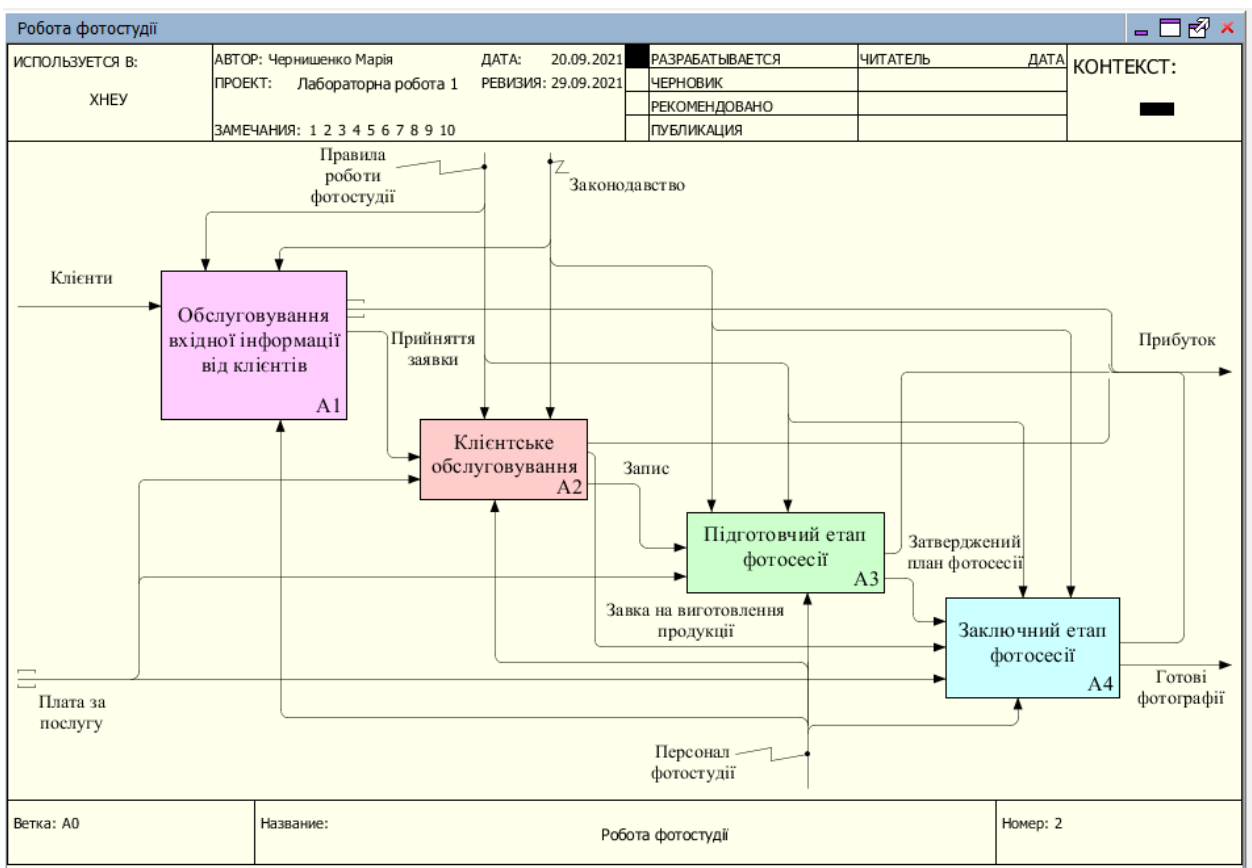 Робота фотостудії
ИСПОЛЬЗУЕТСЯ В:
ХНЕУ
АВТОР: Чернишенко Марія
ДАТА: 20.09.2021
ПРОЕКТ: Лабораторна робота 1
РЕВИЗИЯ: 29.09.2021
ЗАМЕЧАНИЯ: 1 2 3 4 5 6 7 8 9 10
РАЗРАБАТЫВАЕТСЯ
ЧЕРНОВИК
РЕКОМЕНДОВАНО
ПУБЛИКАЦИЯ
ЧИТАТЕЛЬ
ДАТА
КОНТЕКСТ:
Правила
роботи
фотостудії
Законодавство
Клієнти
Обслуговування
вхідної інформації
від клієнтів
A1
Прийняття
заявки
Прибуток
Клієнтське
обслуговування
A2
Запис
Підготовчий етап
фотосесії
A3
Затверджений
план фотосесії
Завка на виготовлення
продукції
Заключний етап
фотосесії
A4
Готові
фотографії
Плата за
послугу
Персонал
фотостудії
Ветка: A0
Название:
Робота фотостудії
Номер: 2